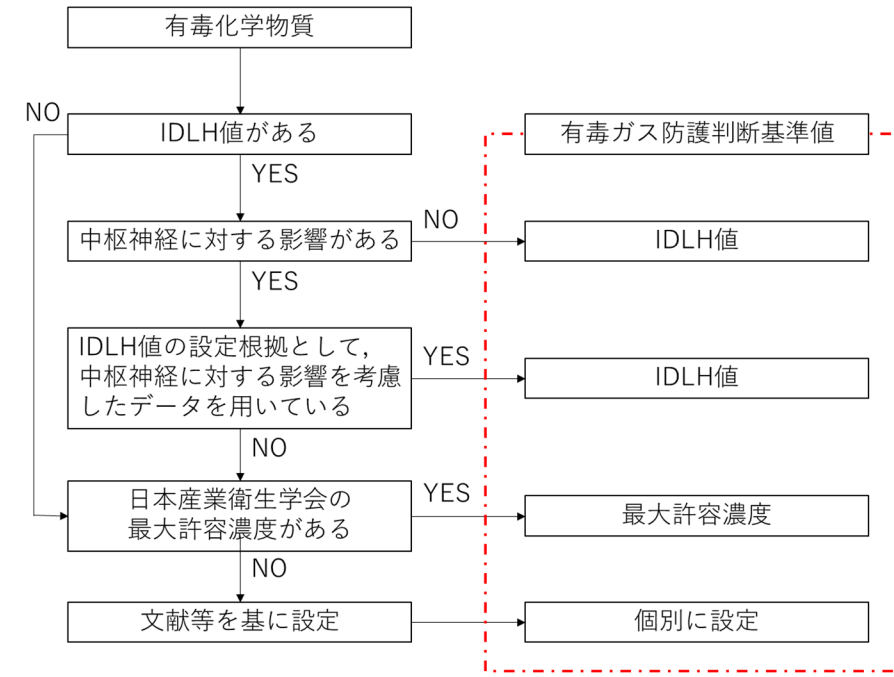 有毒化学物質
NO
IDLH値がある
有毒ガス防護判断基準値
YES
中枢神経に対する影響がある
NO
IDLH値
YES
IDLH値の設定根拠として,
中枢神経に対する影響を考慮
したデータを用いている
YES
IDLH値
NO
日本産業衛生学会の
最大許容濃度がある
YES
最大許容濃度
NO
文献等を基に設定
個別に設定